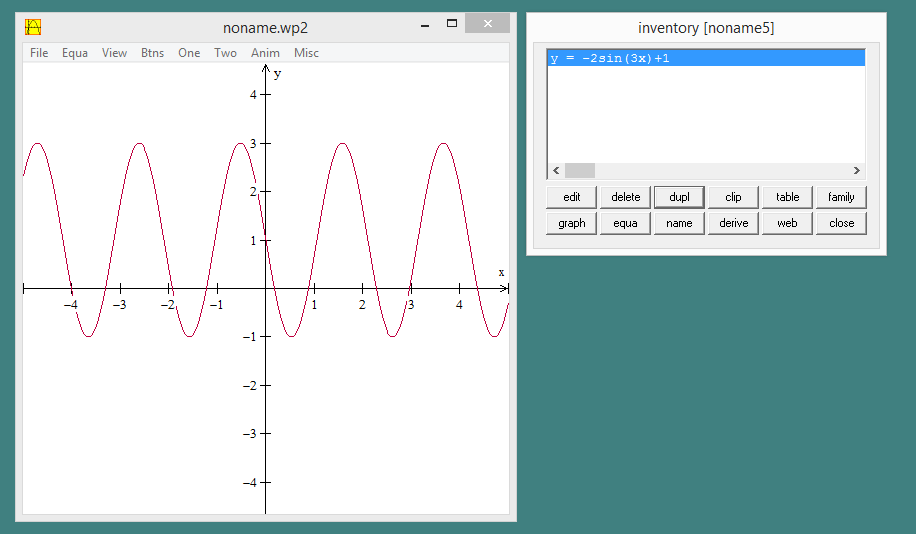 noname.wp2
File Equa View Btns One Two Anim Misc
y
4
3
2
1
x
−4 −3 −2 −1 1 2 3 4
−1
−2
−3
−4
inventory [noname5]
y = -2sin(3x)+1
edit delete dupl clip table family
graph equa name derive web close